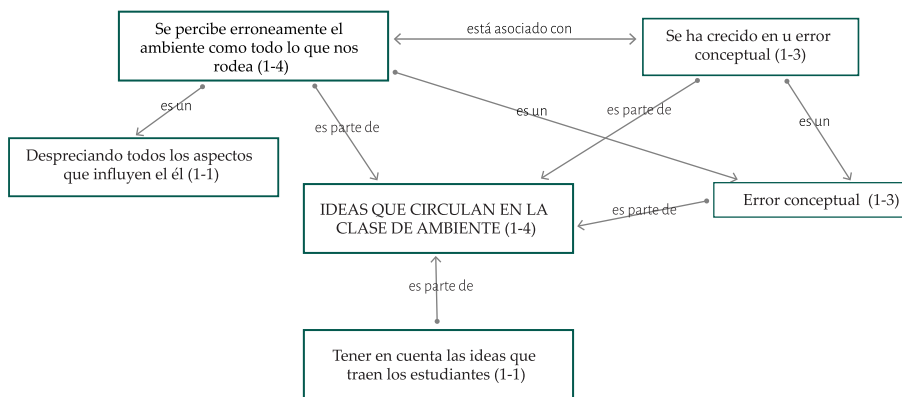 Se percibe erroneamente el
ambiente como todo lo que nos
rodea (1-4)
está asociado con
Se ha crecido en u error
conceptual (1-3)
es un
es parte de
es un
es parte de
es un
Despreciando todos los aspectos
que influyen el él (1-1)
IDEAS QUE CIRCULAN EN LA
CLASE DE AMBIENTE (1-4)
Error conceptual (1-3)
es parte de
es parte de
Tener en cuenta las ideas que
traen los estudiantes (1-1)